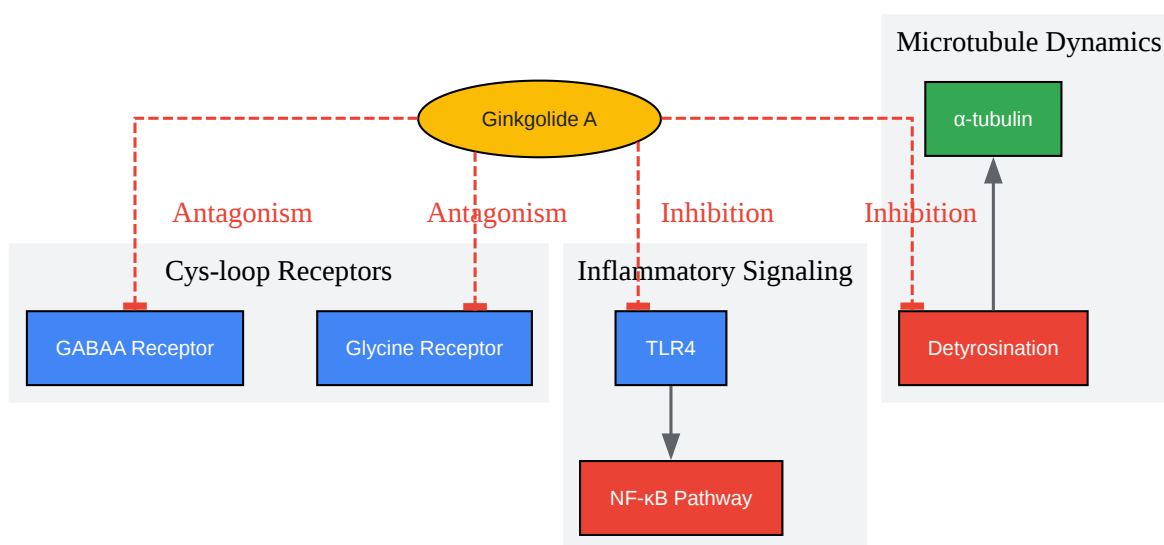 Microtubule Dynamics
Ginkgolide A
α-tubulin
Antagonism
Antagonism
Inhibition
Inhibition
Cys-loop Receptors
Inflammatory Signaling
GABAA Receptor
Glycine Receptor
TLR4
Detyrosination
NF-κB Pathway